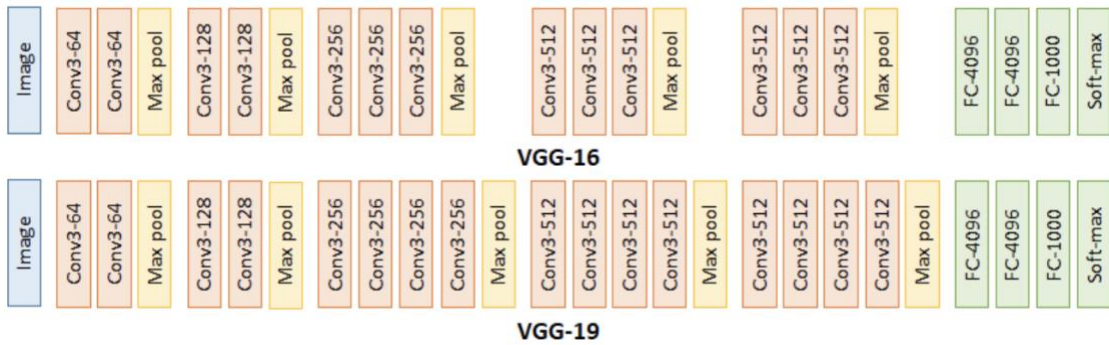 Image
Conv3-64
Conv3-64
Max pool
Conv3-128
Conv3-128
Max pool
Conv3-256
Conv3-256
Conv3-256
Max pool
Conv3-512
Conv3-512
Conv3-512
Max pool
Conv3-512
Conv3-512
Conv3-512
Max pool
FC-4096
FC-4096
FC-1000
Soft-max
VGG-16
Image
Conv3-64
Conv3-64
Max pool
Conv3-128
Conv3-128
Max pool
Conv3-256
Conv3-256
Conv3-256
Conv3-256
Max pool
Conv3-512
Conv3-512
Conv3-512
Conv3-512
Max pool
Conv3-512
Conv3-512
Conv3-512
Conv3-512
Max pool
FC-4096
FC-4096
FC-1000
Soft-max
VGG-19